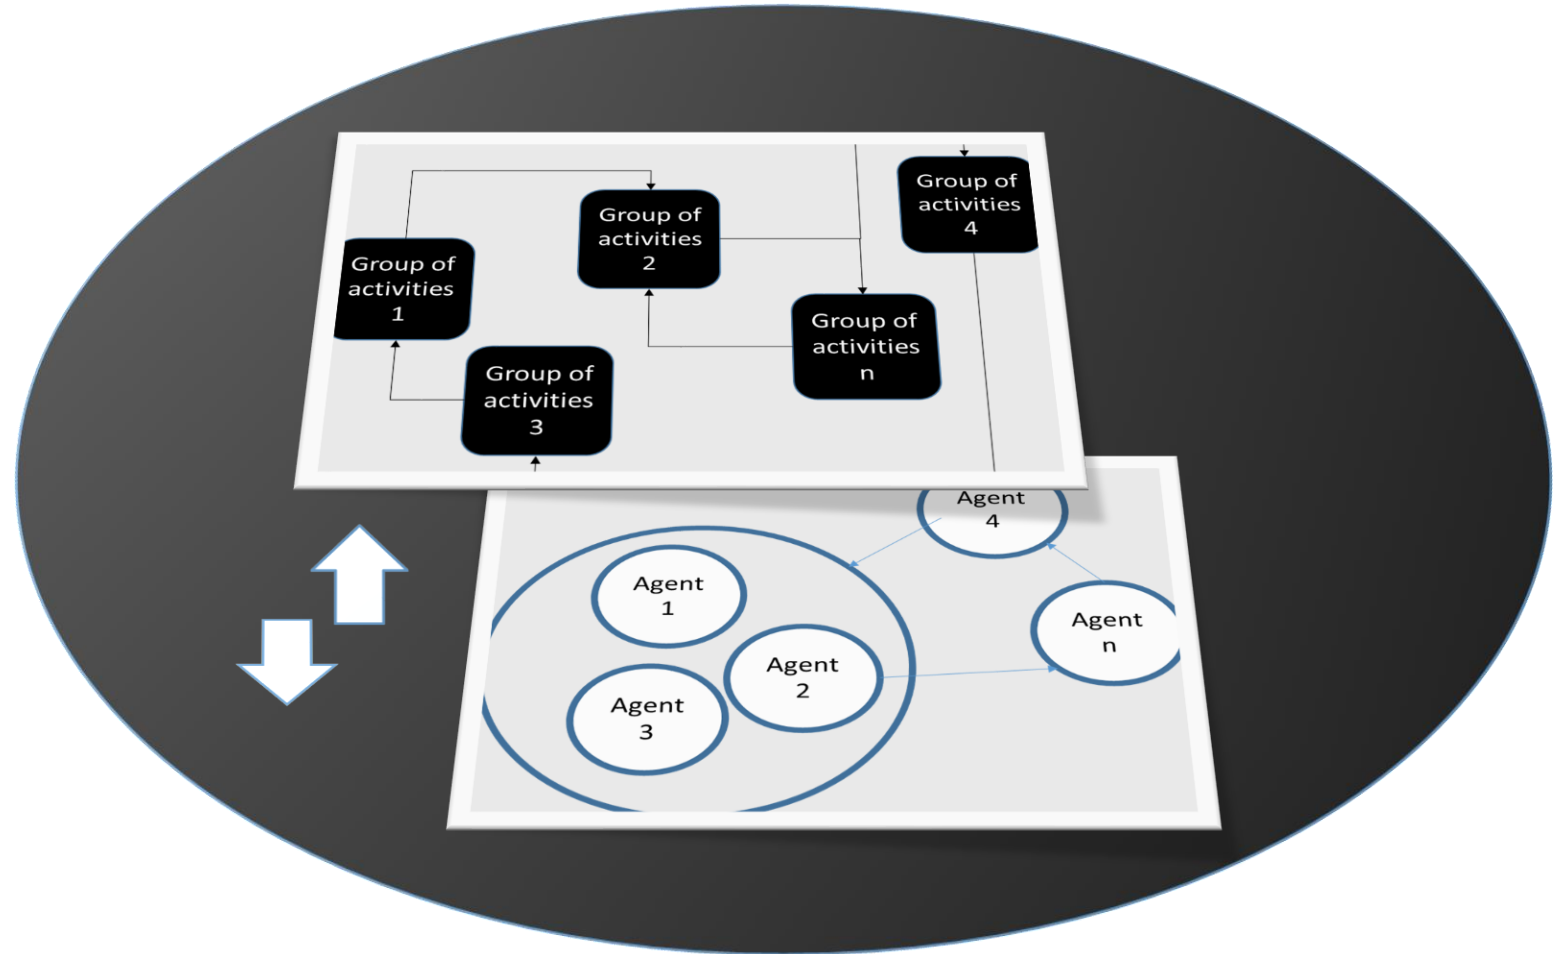 Group of
activities
1
Group of
activities
2
Group of
activities
3
Group of
activities
4
Group of
activities
n
Agent
1
Agent
2
Agent
3
Agent
4
Agent
n